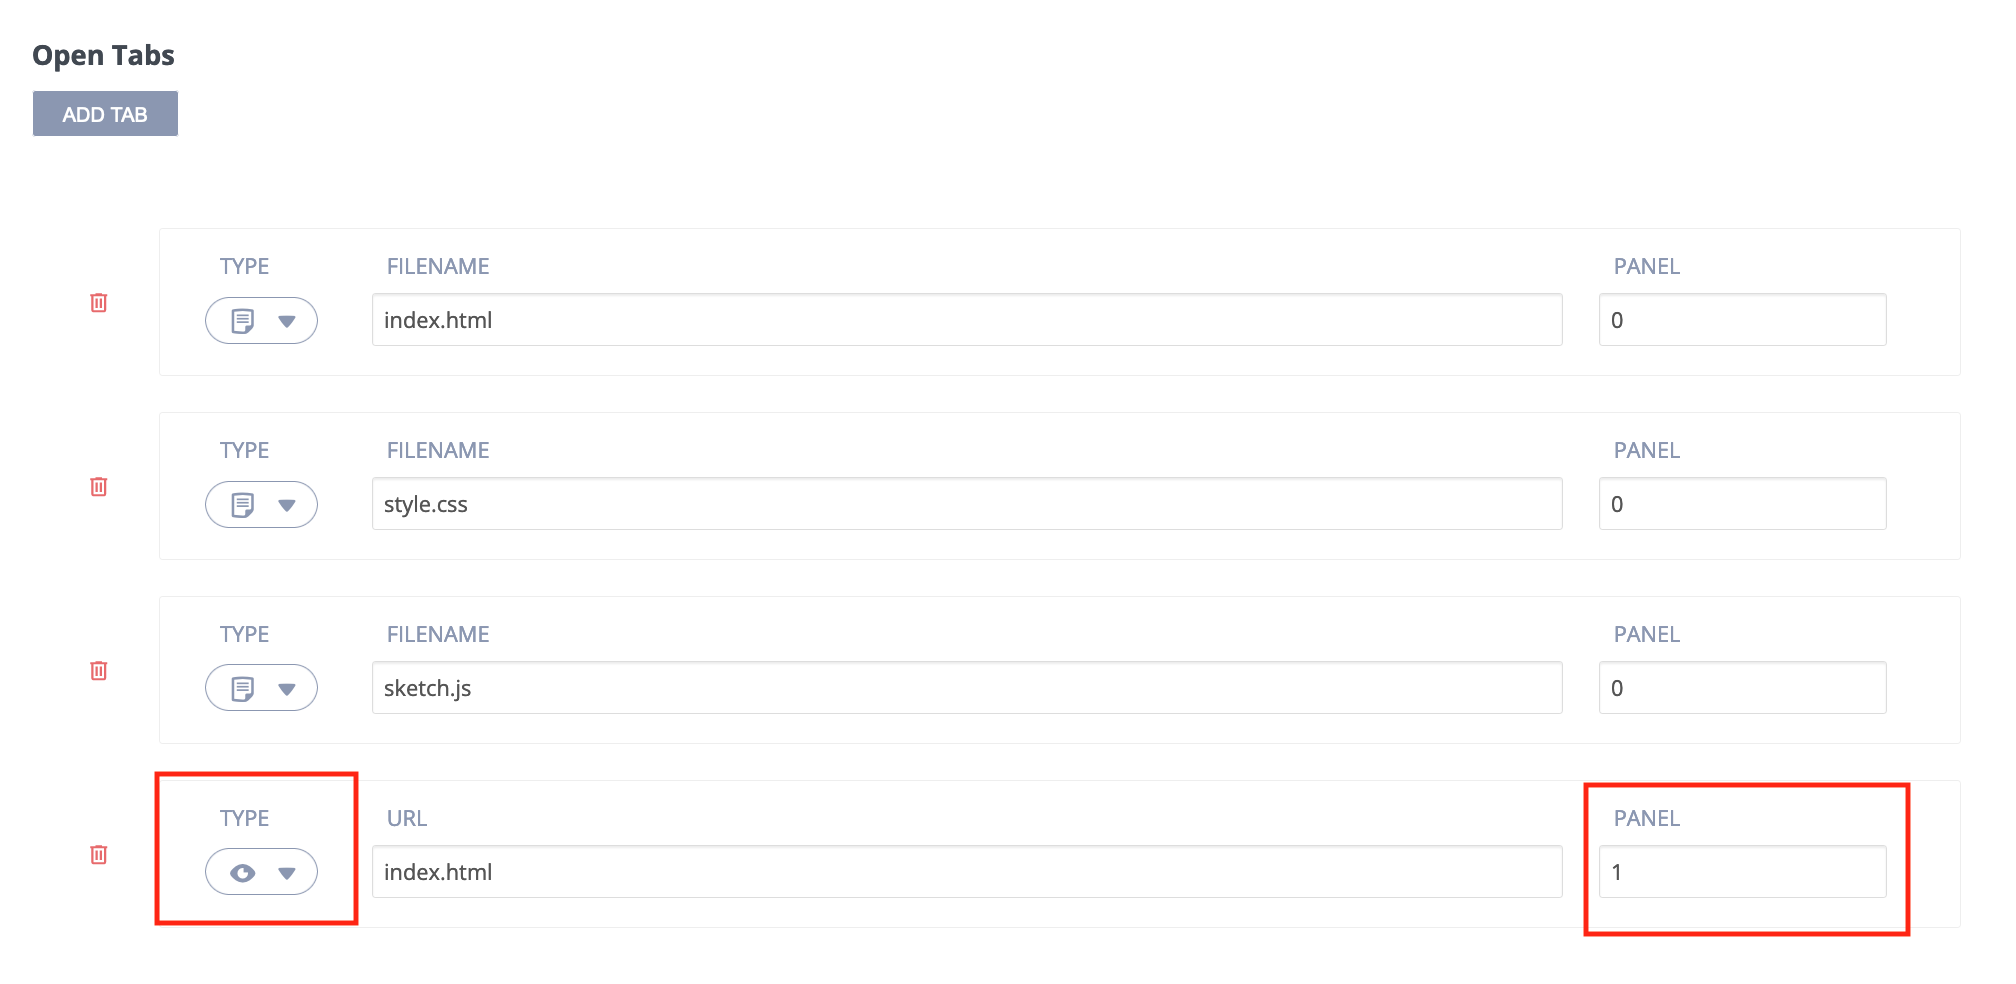 Open Tabs
ADD TAB
TYPE FILENAME PANEL
index.html 0
TYPE FILENAME PANEL
style.css 0
TYPE FILENAME PANEL
sketch.js 0
TYPE URL PANEL
index.html 1